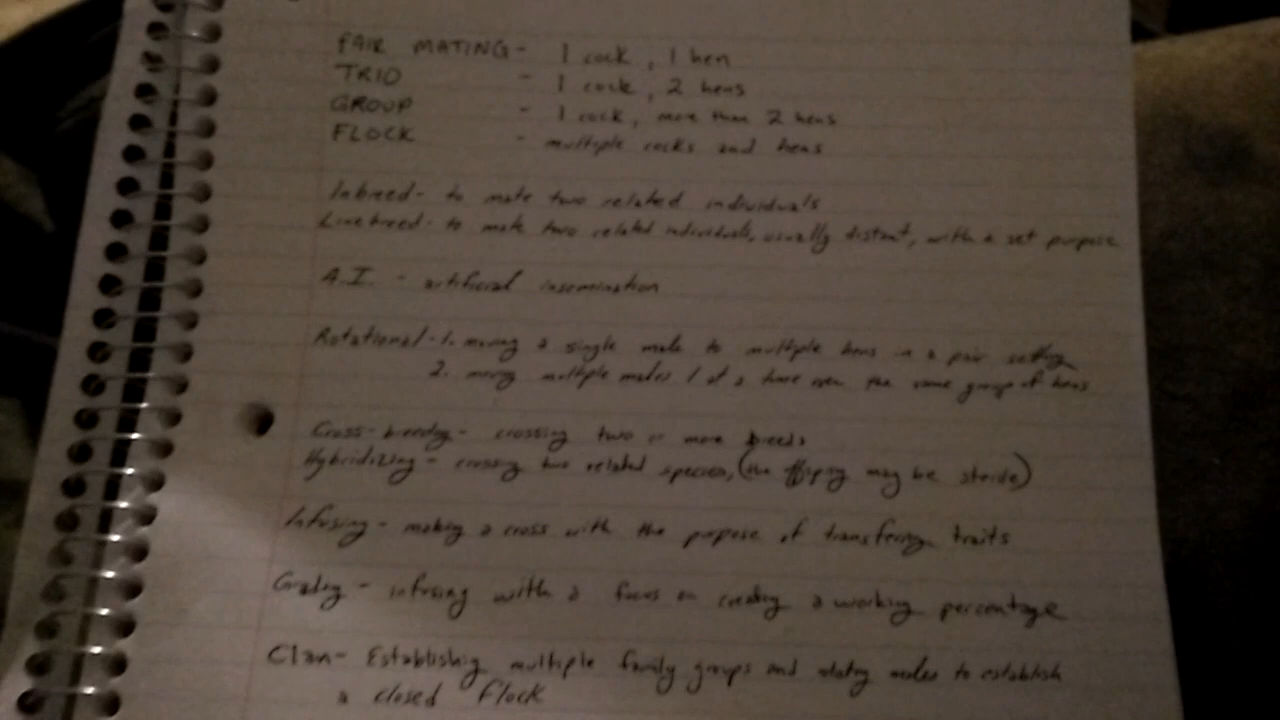 FAIR MATING - 1 cock, 1 hen
TRIO - 1 cock, 2 hens
GROUP - 1 cock, more than 2 hens
FLOCK - multiple cocks and hens
Inbreed - to mate two related individuals
Linebreed - to mate two related individuals, usually distant, with a set purpose
A.I. - artificial insemination
Rotational - 1. moving a single male to multiple hens in a pair setting
2. moving multiple males 1 at a time over the same group of hens
Cross-breeding - crossing two or more breeds
Hybridizing - crossing two related species, (the offspring may be sterile)
Infusing - making a cross with the purpose of transfering traits
Grading - infusing with a focus on creating a working percentage
Clan - Establishing multiple family groups and rotating males to establish
a closed flock